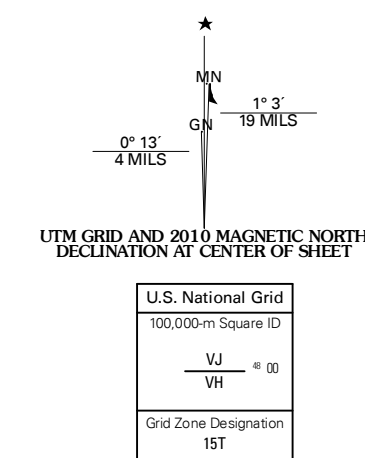 ★
MN
1° 3´
19 MILS
GN
0° 13´
4 MILS
UTM GRID AND 2010 MAGNETIC NORTH
DECLINATION AT CENTER OF SHEET
U.S. National Grid
100,000-m Square ID
VJ
48 00
VH
Grid Zone Designation
15T